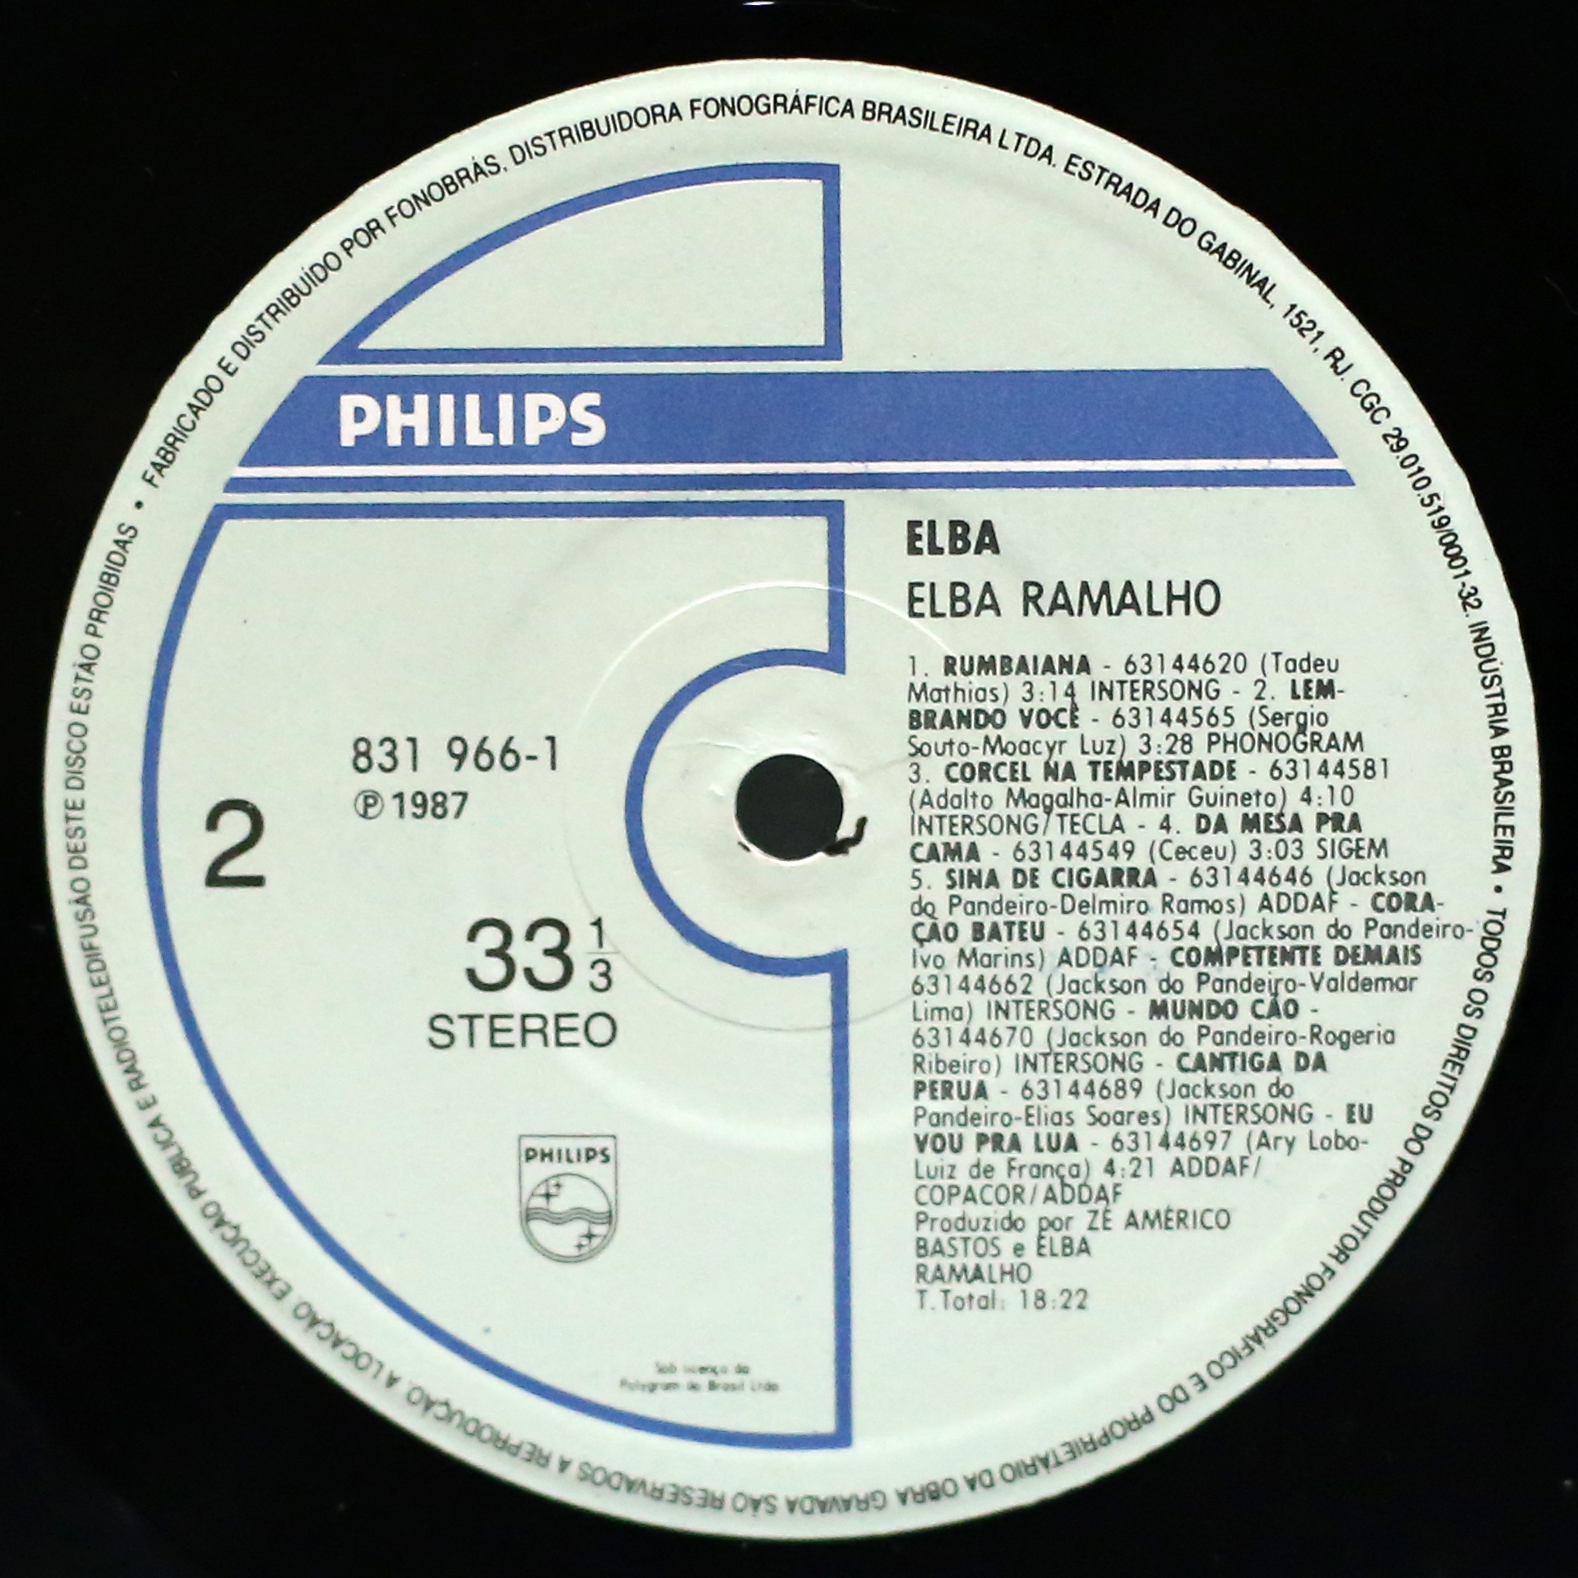 FABRICADO E DISTRIBUÍDO POR FONOBRÁS, DISTRIBUIDORA FONOGRÁFICA BRASILEIRA LTDA. ESTRADA DO GABINAL, 1521, RJ. CGC 29.010.519/0001-32. INDÚSTRIA BRASILEIRA • TODOS OS DIREITOS DO PRODUTOR FONOGRÁFICO E DO PROPRIETÁRIO DA OBRA GRAVADA SÃO RESERVADOS A REPRODUÇÃO, A LOCAÇÃO, EXECUÇÃO PÚBLICA E RADIOTELEDIFUSÃO DESTE DISCO ESTÃO PROIBIDAS •
PHILIPS
831 966-1
℗ 1987
2
33 1/3
STEREO
PHILIPS
Sob licença da
Polygram do Brasil Ltda
ELBA
ELBA RAMALHO
1. RUMBAIANA - 63144620 (Tadeu
Mathias) 3:14 INTERSONG - 2. LEM-
BRANDO VOCÊ - 63144565 (Sergio
Souto-Moacyr Luz) 3:28 PHONOGRAM
3. CORCEL NA TEMPESTADE - 63144581
(Adalto Magalha-Almir Guineto) 4:10
INTERSONG/TECLA - 4. DA MESA PRA
CAMA - 63144549 (Ceceu) 3:03 SIGEM
5. SINA DE CIGARRA - 63144646 (Jackson
do Pandeiro-Delmiro Ramos) ADDAF - CORA-
ÇÃO BATEU - 63144654 (Jackson do Pandeiro-
Ivo Marins) ADDAF - COMPETENTE DEMAIS
63144662 (Jackson do Pandeiro-Valdemar
Lima) INTERSONG - MUNDO CÃO -
63144670 (Jackson do Pandeiro-Rogeria
Ribeiro) INTERSONG - CANTIGA DA
PERUA - 63144689 (Jackson do
Pandeiro-Elias Soares) INTERSONG - EU
VOU PRA LUA - 63144697 (Ary Lobo-
Luiz de França) 4:21 ADDAF/
COPACOR/ADDAF
Produzido por ZÉ AMÉRICO
BASTOS e ELBA
RAMALHO
T.Total: 18:22